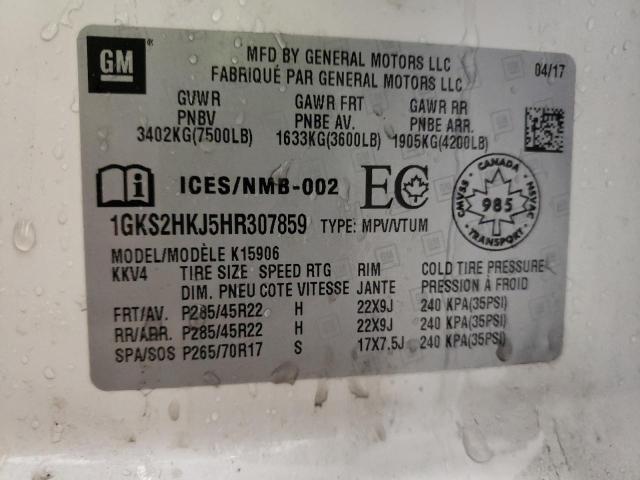 GM
MFD BY GENERAL MOTORS LLC
FABRIQUÉ PAR GENERAL MOTORS LLC
04/17
GVWR GAWR FRT GAWR RR
PNBV PNBE AV. PNBE ARR.
3402KG(7500LB) 1633KG(3600LB) 1905KG(4200LB)
ICES/NMB-002 EC
CANADA
CMVSS 985 NSVAC
TRANSPORT
1GKS2HKJ5HR307859 TYPE: MPV/VTUM
MODEL/MODÈLE K15906
KKV4 TIRE SIZE SPEED RTG RIM COLD TIRE PRESSURE
DIM. PNEU COTE VITESSE JANTE PRESSION À FROID
FRT/AV. P285/45R22 H 22X9J 240 KPA(35PSI)
RR/ARR. P285/45R22 H 22X9J 240 KPA(35PSI)
SPA/SOS P265/70R17 S 17X7.5J 240 KPA(35PSI)